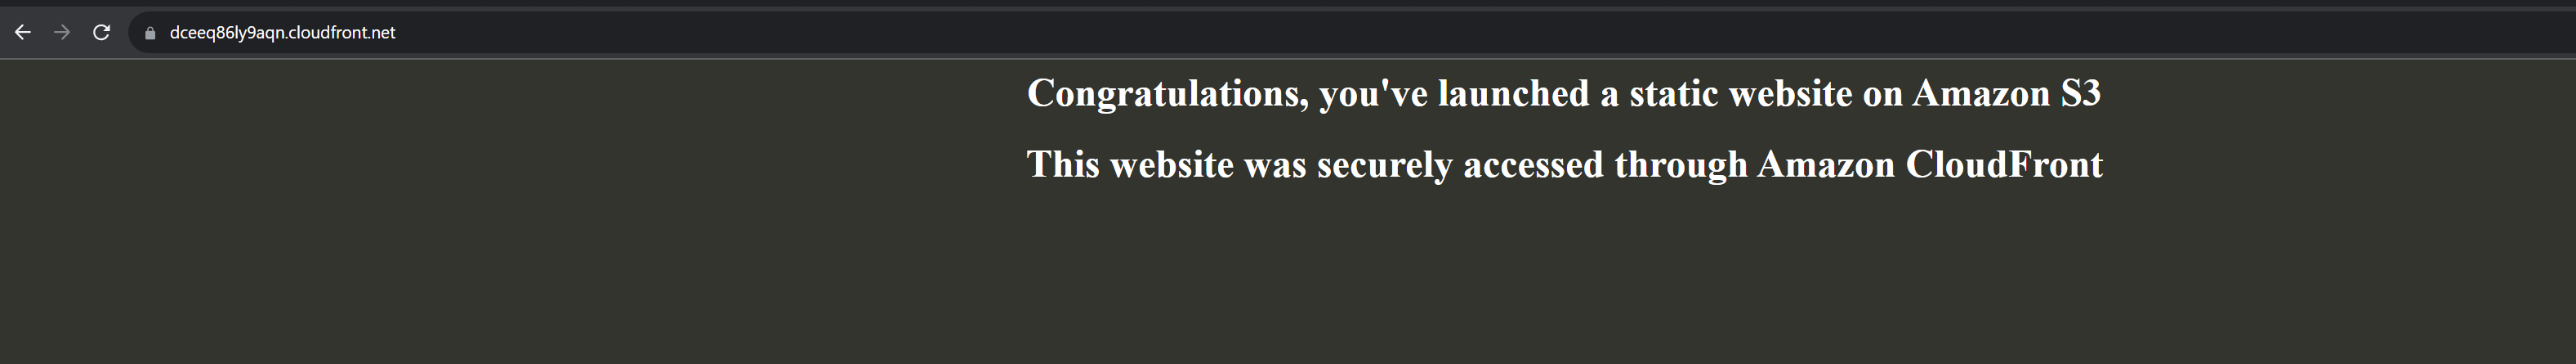 dceeq86ly9aqn.cloudfront.net
Congratulations, you've launched a static website on Amazon S3
This website was securely accessed through Amazon CloudFront